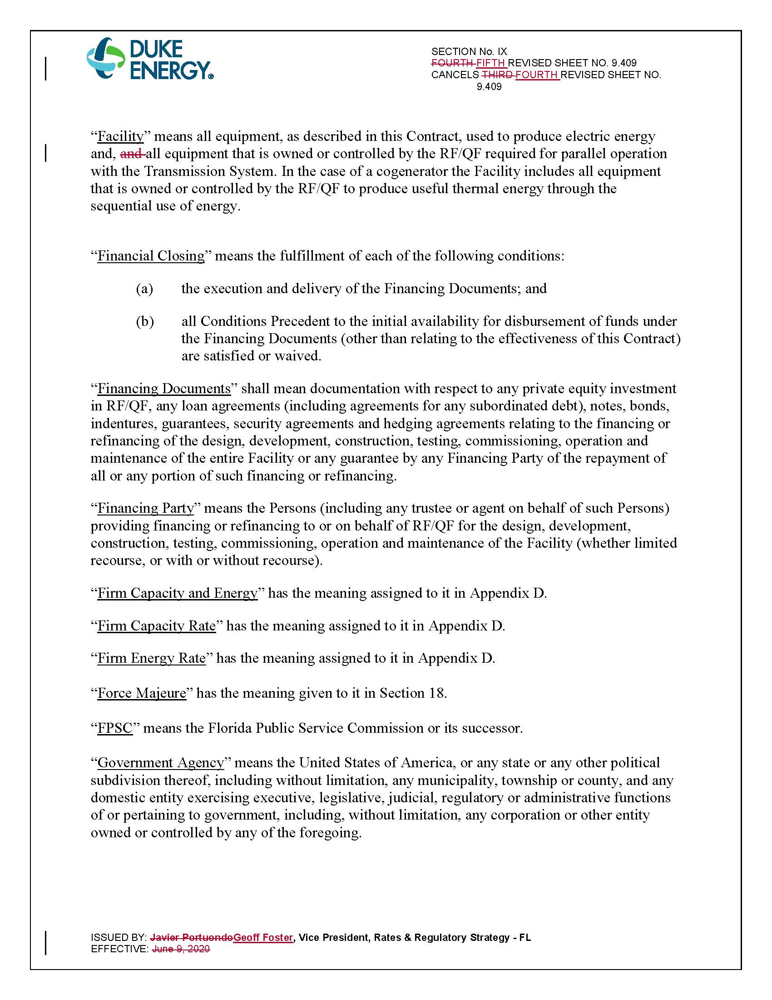 DUKE
ENERGY®
SECTION No. IX
FOURTH FIFTH REVISED SHEET NO. 9.409
CANCELS THIRD FOURTH REVISED SHEET NO.
9.409
“Facility” means all equipment, as described in this Contract, used to produce electric energy
and, and all equipment that is owned or controlled by the RF/QF required for parallel operation
with the Transmission System. In the case of a cogenerator the Facility includes all equipment
that is owned or controlled by the RF/QF to produce useful thermal energy through the
sequential use of energy.
“Financial Closing” means the fulfillment of each of the following conditions:
(a) the execution and delivery of the Financing Documents; and
(b) all Conditions Precedent to the initial availability for disbursement of funds under
the Financing Documents (other than relating to the effectiveness of this Contract)
are satisfied or waived.
“Financing Documents” shall mean documentation with respect to any private equity investment
in RF/QF, any loan agreements (including agreements for any subordinated debt), notes, bonds,
indentures, guarantees, security agreements and hedging agreements relating to the financing or
refinancing of the design, development, construction, testing, commissioning, operation and
maintenance of the entire Facility or any guarantee by any Financing Party of the repayment of
all or any portion of such financing or refinancing.
“Financing Party” means the Persons (including any trustee or agent on behalf of such Persons)
providing financing or refinancing to or on behalf of RF/QF for the design, development,
construction, testing, commissioning, operation and maintenance of the Facility (whether limited
recourse, or with or without recourse).
“Firm Capacity and Energy” has the meaning assigned to it in Appendix D.
“Firm Capacity Rate” has the meaning assigned to it in Appendix D.
“Firm Energy Rate” has the meaning assigned to it in Appendix D.
“Force Majeure” has the meaning given to it in Section 18.
“FPSC” means the Florida Public Service Commission or its successor.
“Government Agency” means the United States of America, or any state or any other political
subdivision thereof, including without limitation, any municipality, township or county, and any
domestic entity exercising executive, legislative, judicial, regulatory or administrative functions
of or pertaining to government, including, without limitation, any corporation or other entity
owned or controlled by any of the foregoing.
ISSUED BY: Javier PortuondoGeoff Foster, Vice President, Rates & Regulatory Strategy - FL
EFFECTIVE: June 9, 2020